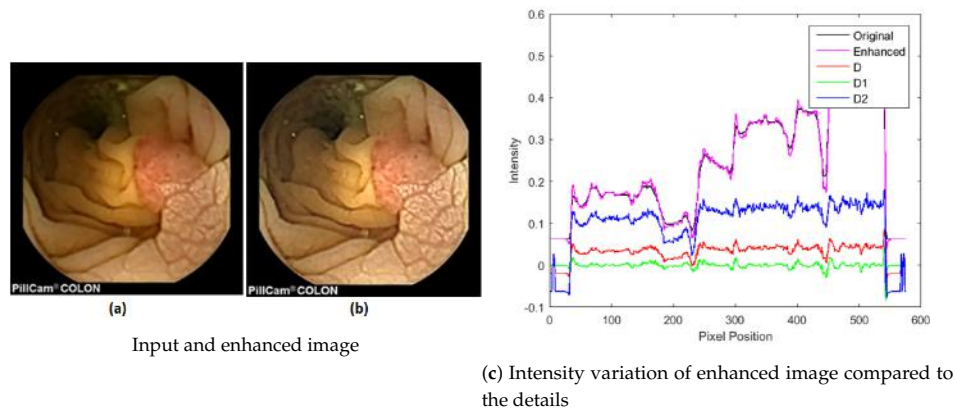 PillCam® COLON
PillCam® COLON
(a)
(b)
Input and enhanced image
0.6
0.5
0.4
0.3
0.2
0.1
0
-0.1
Intensity
0
100
200
300
400
500
600
Pixel Position
Original
Enhanced
D
D1
D2
(c) Intensity variation of enhanced image compared to
the details